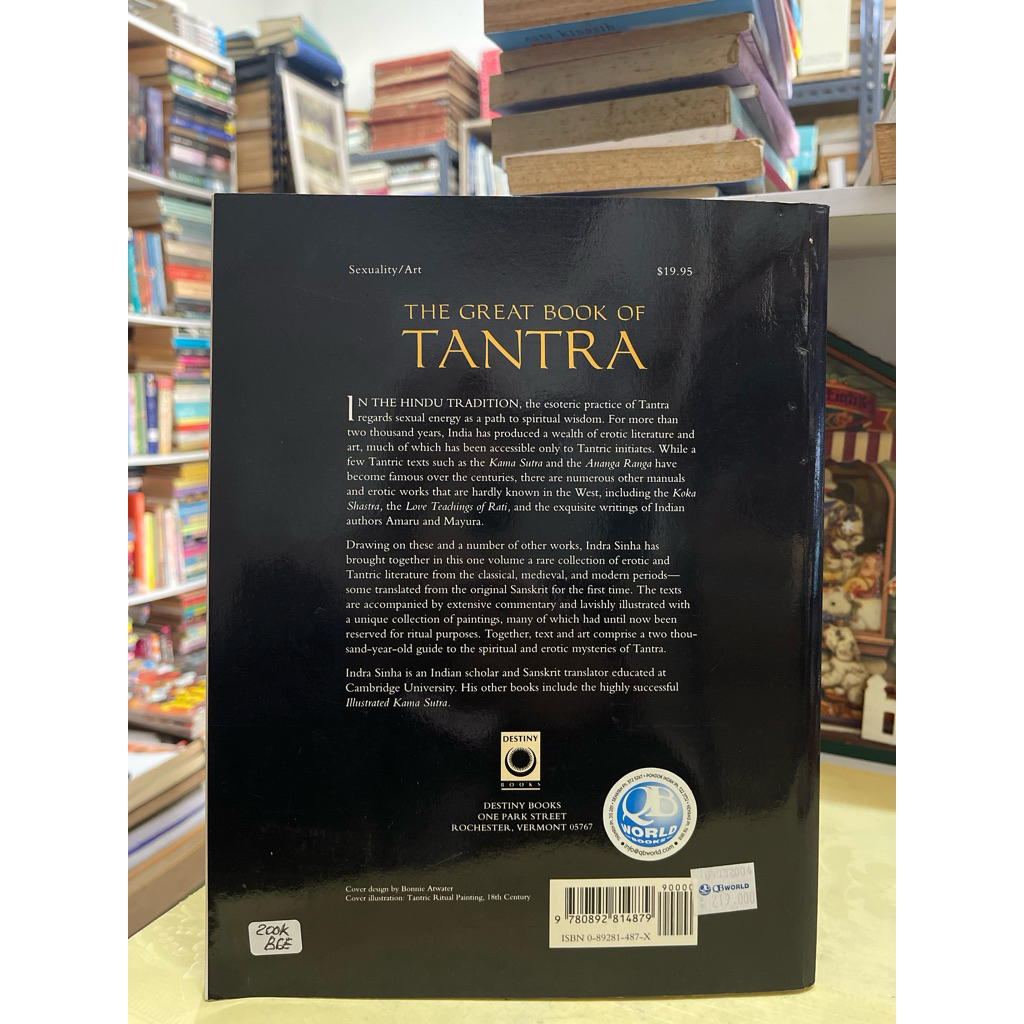 Sexuality/Art
$19.95
THE GREAT BOOK OF
TANTRA
IN THE HINDU TRADITION, the esoteric practice of Tantra
regards sexual energy as a path to spiritual wisdom. For more than
two thousand years, India has produced a wealth of erotic literature and
art, much of which has been accessible only to Tantric initiates. While a
few Tantric texts such as the Kama Sutra and the Ananga Ranga have
become famous over the centuries, there are numerous other manuals
and erotic works that are hardly known in the West, including the Koka
Shastra, the Love Teachings of Rati, and the exquisite writings of Indian
authors Amaru and Mayura.
Drawing on these and a number of other works, Indra Sinha has
brought together in this one volume a rare collection of erotic and
Tantric literature from the classical, medieval, and modern periods—
some translated from the original Sanskrit for the first time. The texts
are accompanied by extensive commentary and lavishly illustrated with
a unique collection of paintings, many of which had until now been
reserved for ritual purposes. Together, text and art comprise a two thou-
sand-year-old guide to the spiritual and erotic mysteries of Tantra.
Indra Sinha is an Indian scholar and Sanskrit translator educated at
Cambridge University. His other books include the highly successful
Illustrated Kama Sutra.
DESTINY
BOOKS
DESTINY BOOKS
ONE PARK STREET
ROCHESTER, VERMONT 05767
QB
WORLD
BOOKS
info@qbworld.com
Cover design by Bonnie Atwater
Cover illustration: Tantric Ritual Painting, 18th Century
90000
9 780892 814879
ISBN 0-89281-487-X
QB WORLD
200K
BGE